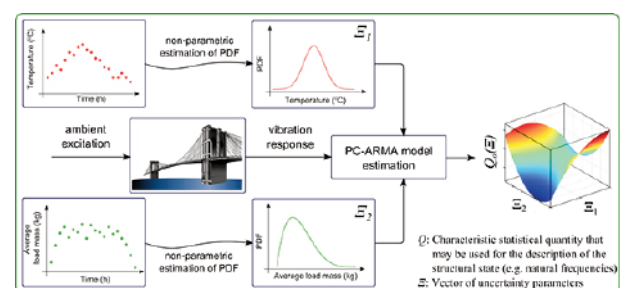 Temperature (°C)
Time (h)
non-parametric
estimation of PDF
Ξ1
PDF
Temperature (°C)
ambient
excitation
vibration
response
PC-ARMA model
estimation
Qₒ(Ξ)
Ξ2
Ξ1
Average
load mass (kg)
Time (h)
non-parametric
estimation of PDF
Ξ2
PDF
Average load mass (kg)
Q: Characteristic statistical quantity that
may be used for the description of the
structural state (e.g. natural frequencies)
Ξ: Vector of uncertainty parameters